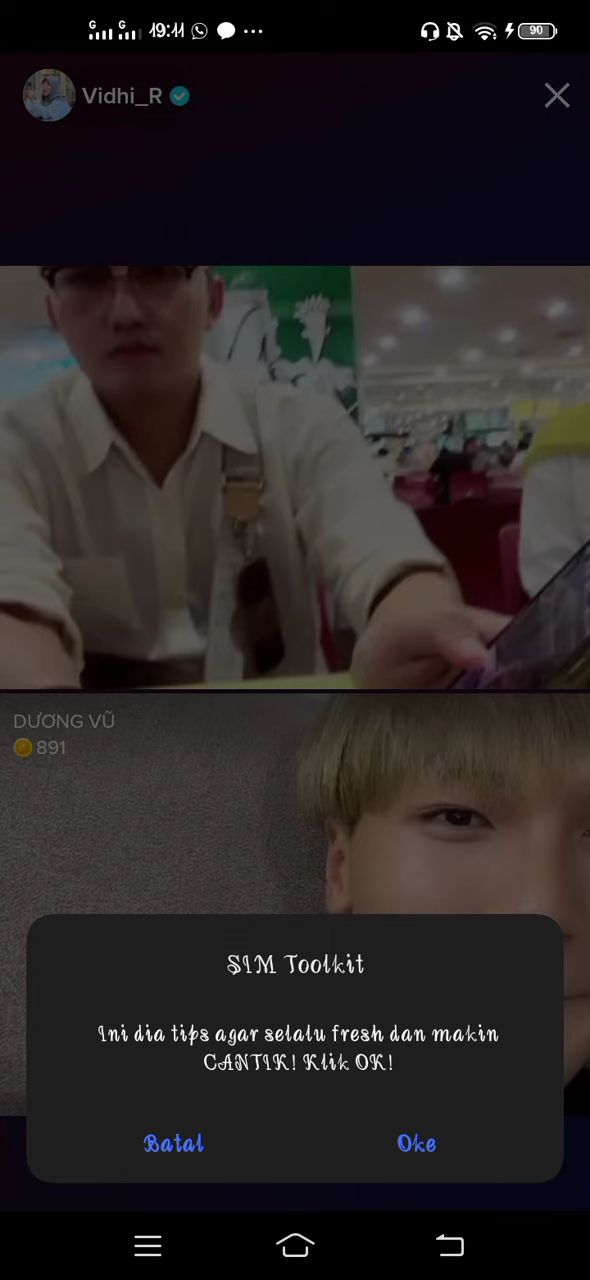 G G 19:11 90
Vidhi_R
DƯƠNG VŨ
891
SIM Toolkit
Ini dia tips agar selalu fresh dan makin
CANTIK! Klik OK!
Batal Oke